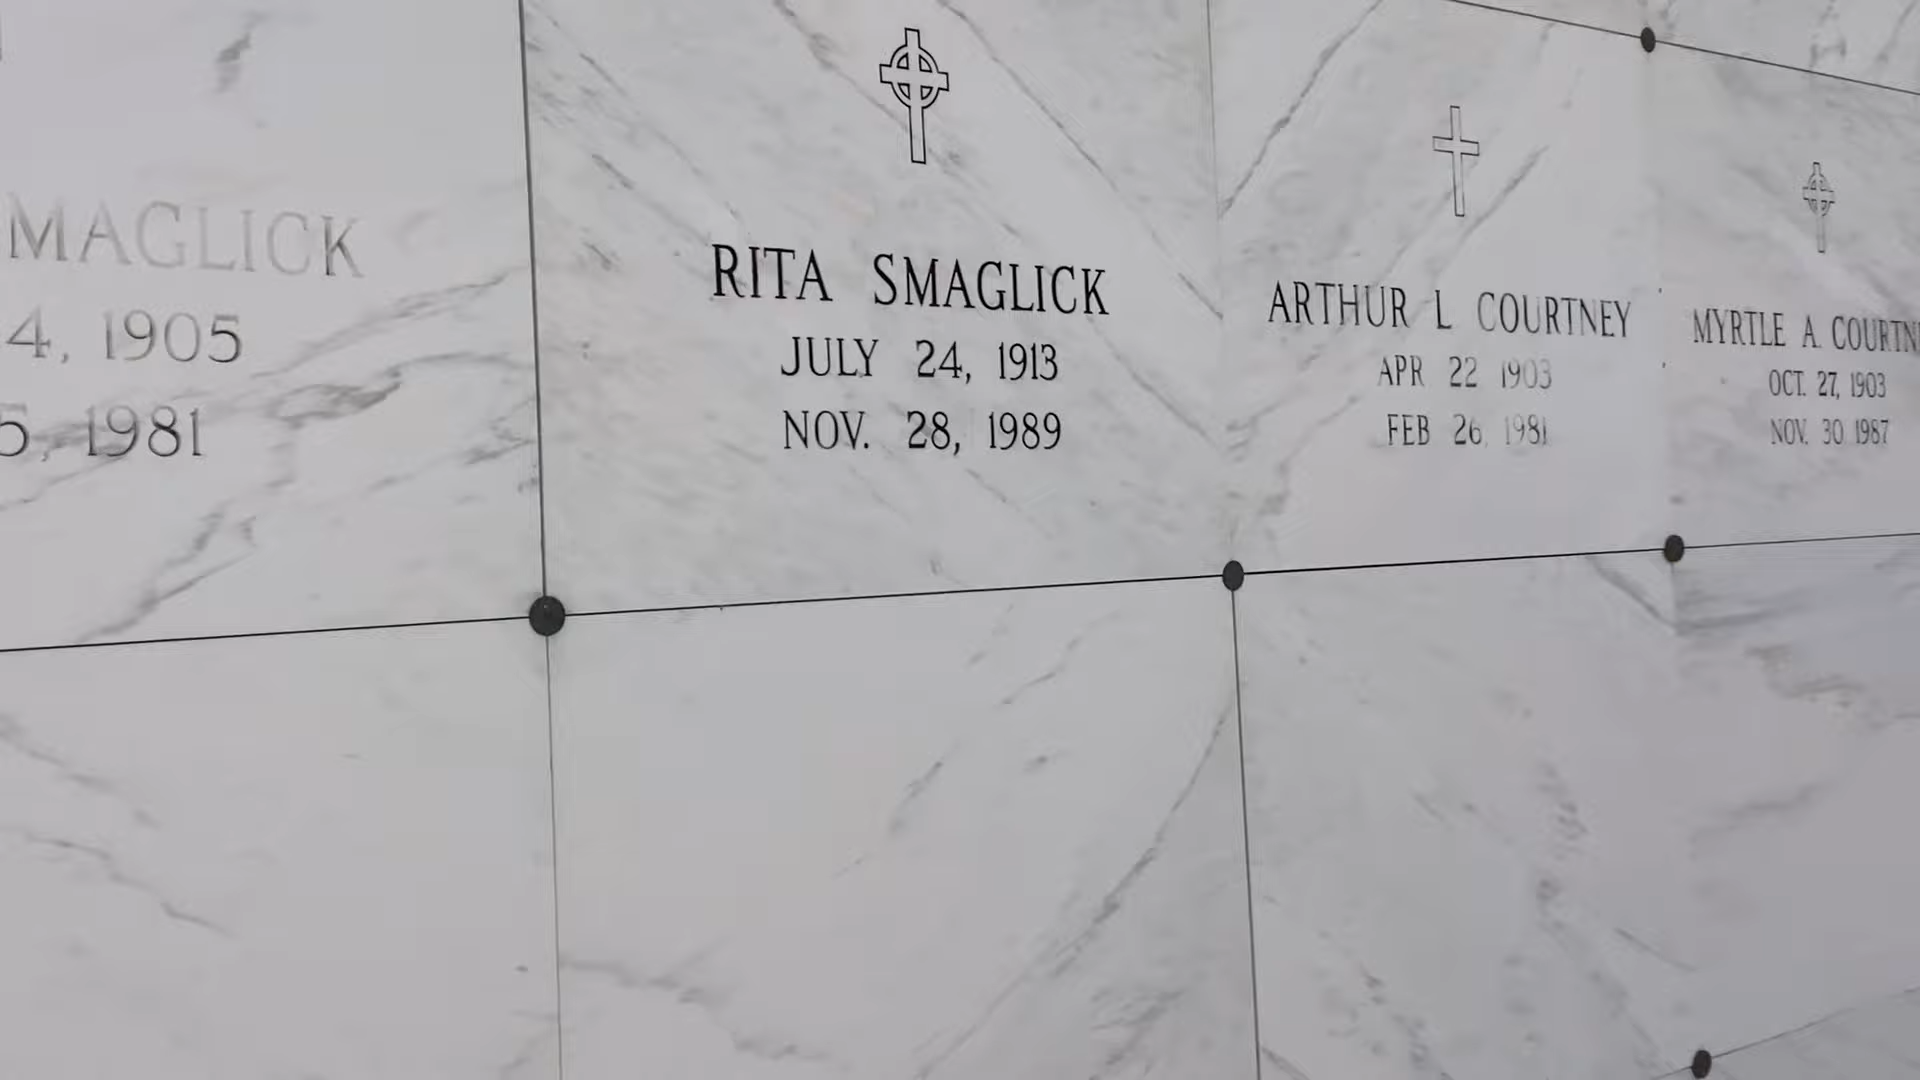 MAGLICK
4, 1905
5, 1981
RITA SMAGLICK
JULY 24, 1913
NOV. 28, 1989
ARTHUR L COURTNEY
APR 22 1903
FEB 26, 1981
MYRTLE A. COURTNE
OCT. 27, 1903
NOV. 30 1987